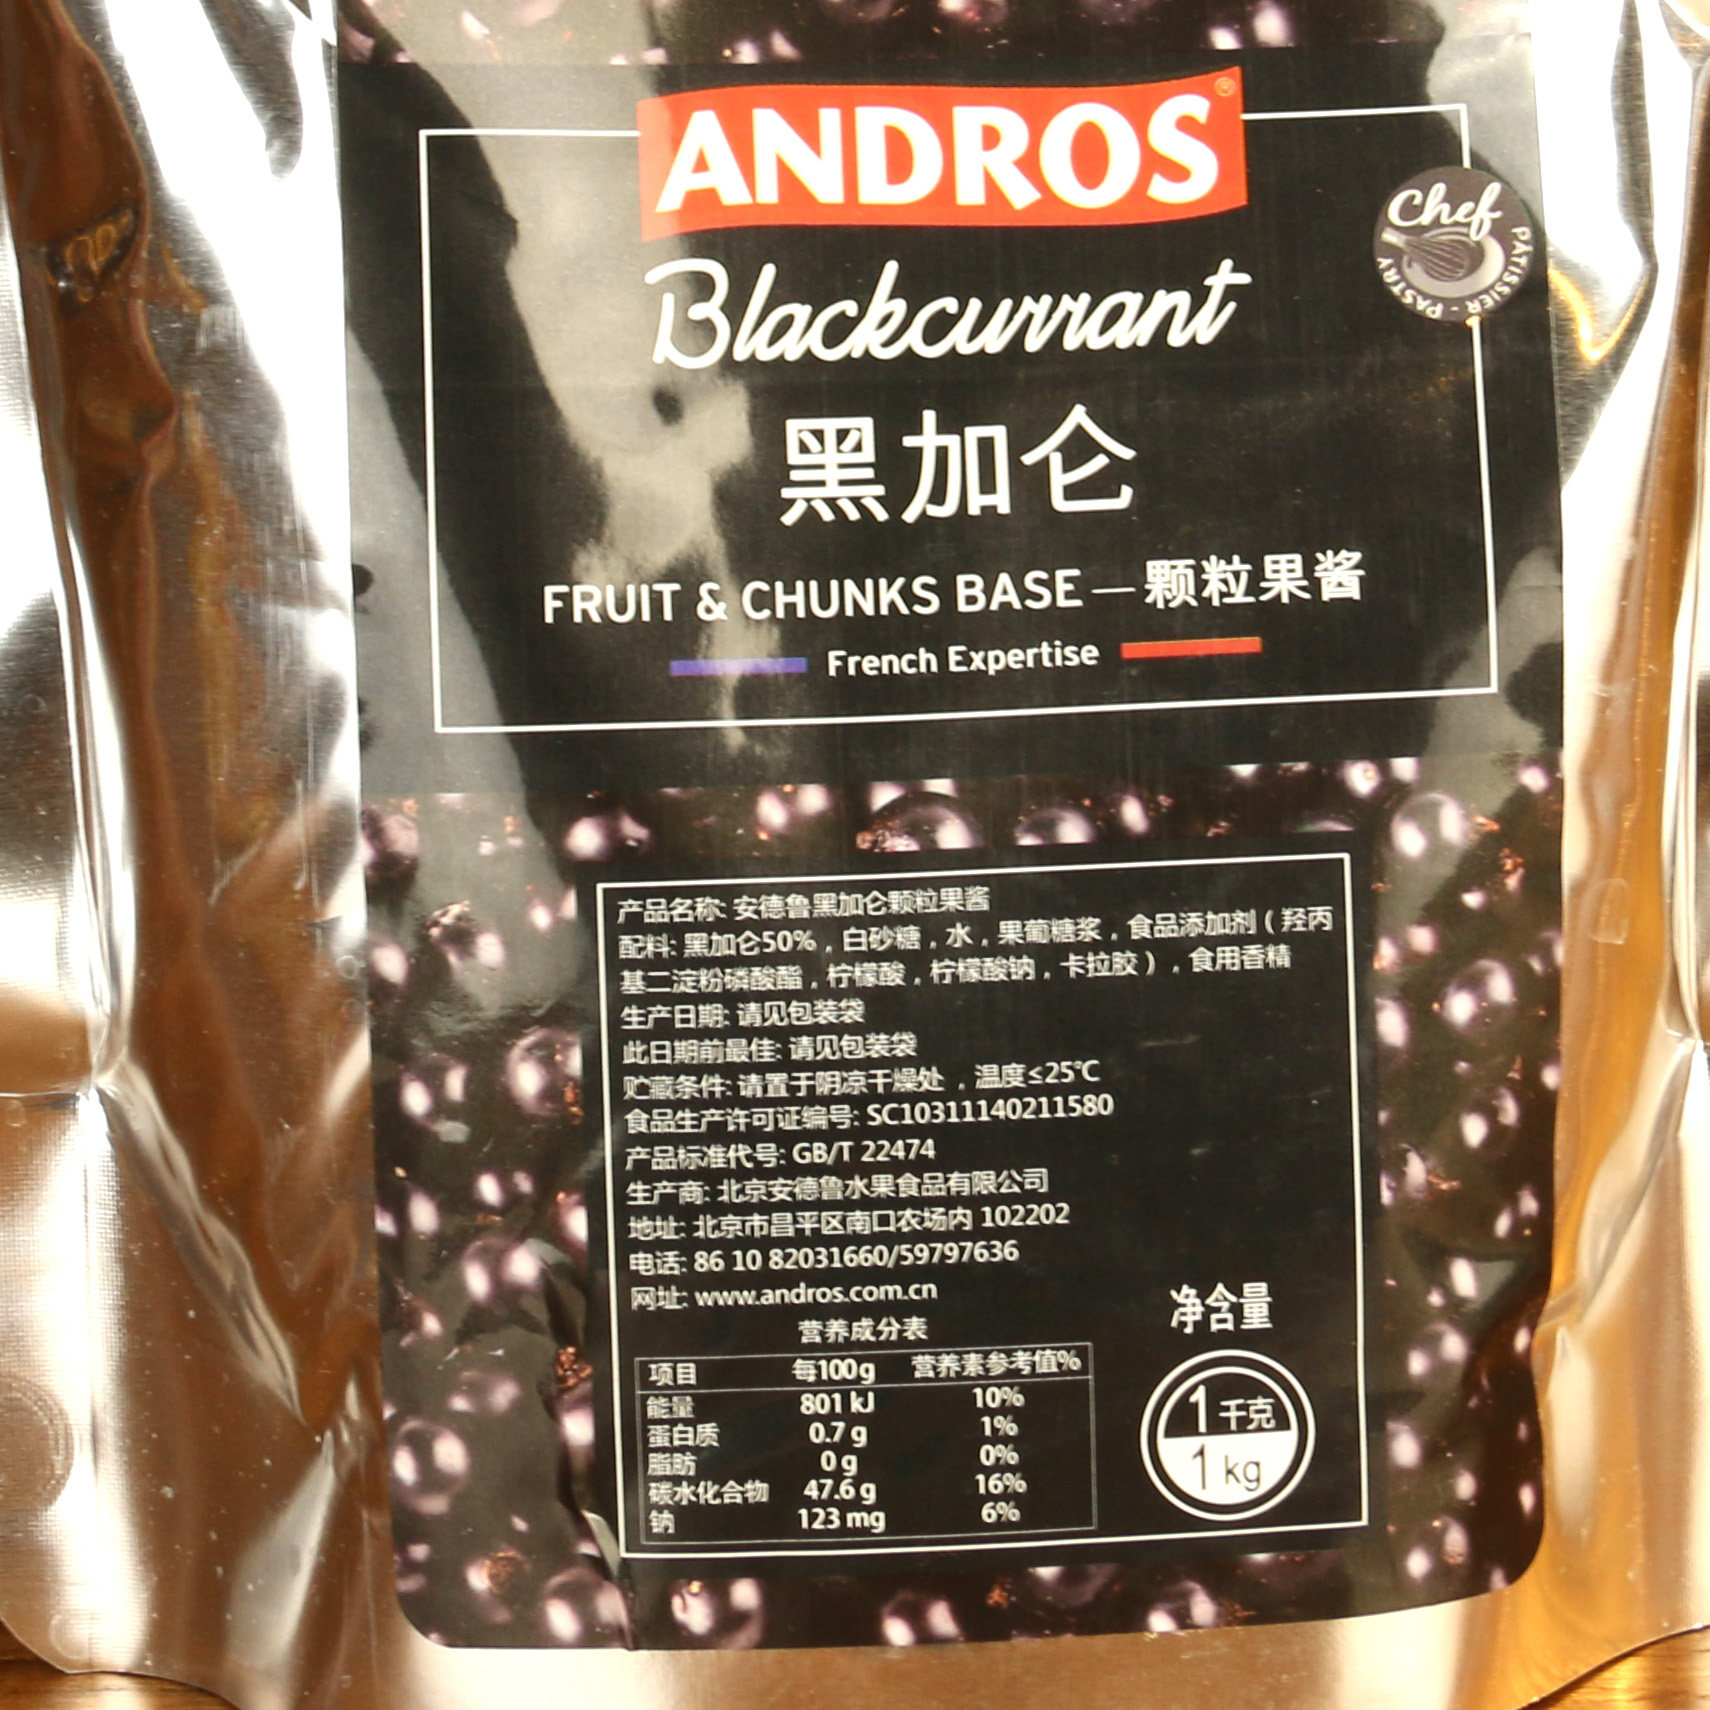 ANDROS®
Chef
PASTRY - PATISSIER
Blackcurrant
黑加仑
FRUIT & CHUNKS BASE — 颗粒果酱
French Expertise
产品名称: 安德鲁黑加仑颗粒果酱
配料: 黑加仑50%，白砂糖，水，果葡糖浆，食品添加剂（羟丙
基二淀粉磷酸酯，柠檬酸，柠檬酸钠，卡拉胶），食用香精
生产日期: 请见包装袋
此日期前最佳: 请见包装袋
贮藏条件: 请置于阴凉干燥处，温度≤25℃
食品生产许可证编号: SC10311140211580
产品标准代号: GB/T 22474
生产商: 北京安德鲁水果食品有限公司
地址: 北京市昌平区南口农场内 102202
电话: 86 10 82031660/59797636
网址: www.andros.com.cn
营养成分表
项目 每100g 营养素参考值%
能量 801 kJ 10%
蛋白质 0.7 g 1%
脂肪 0 g 0%
碳水化合物 47.6 g 16%
钠 123 mg 6%
净含量
1千克
1 kg